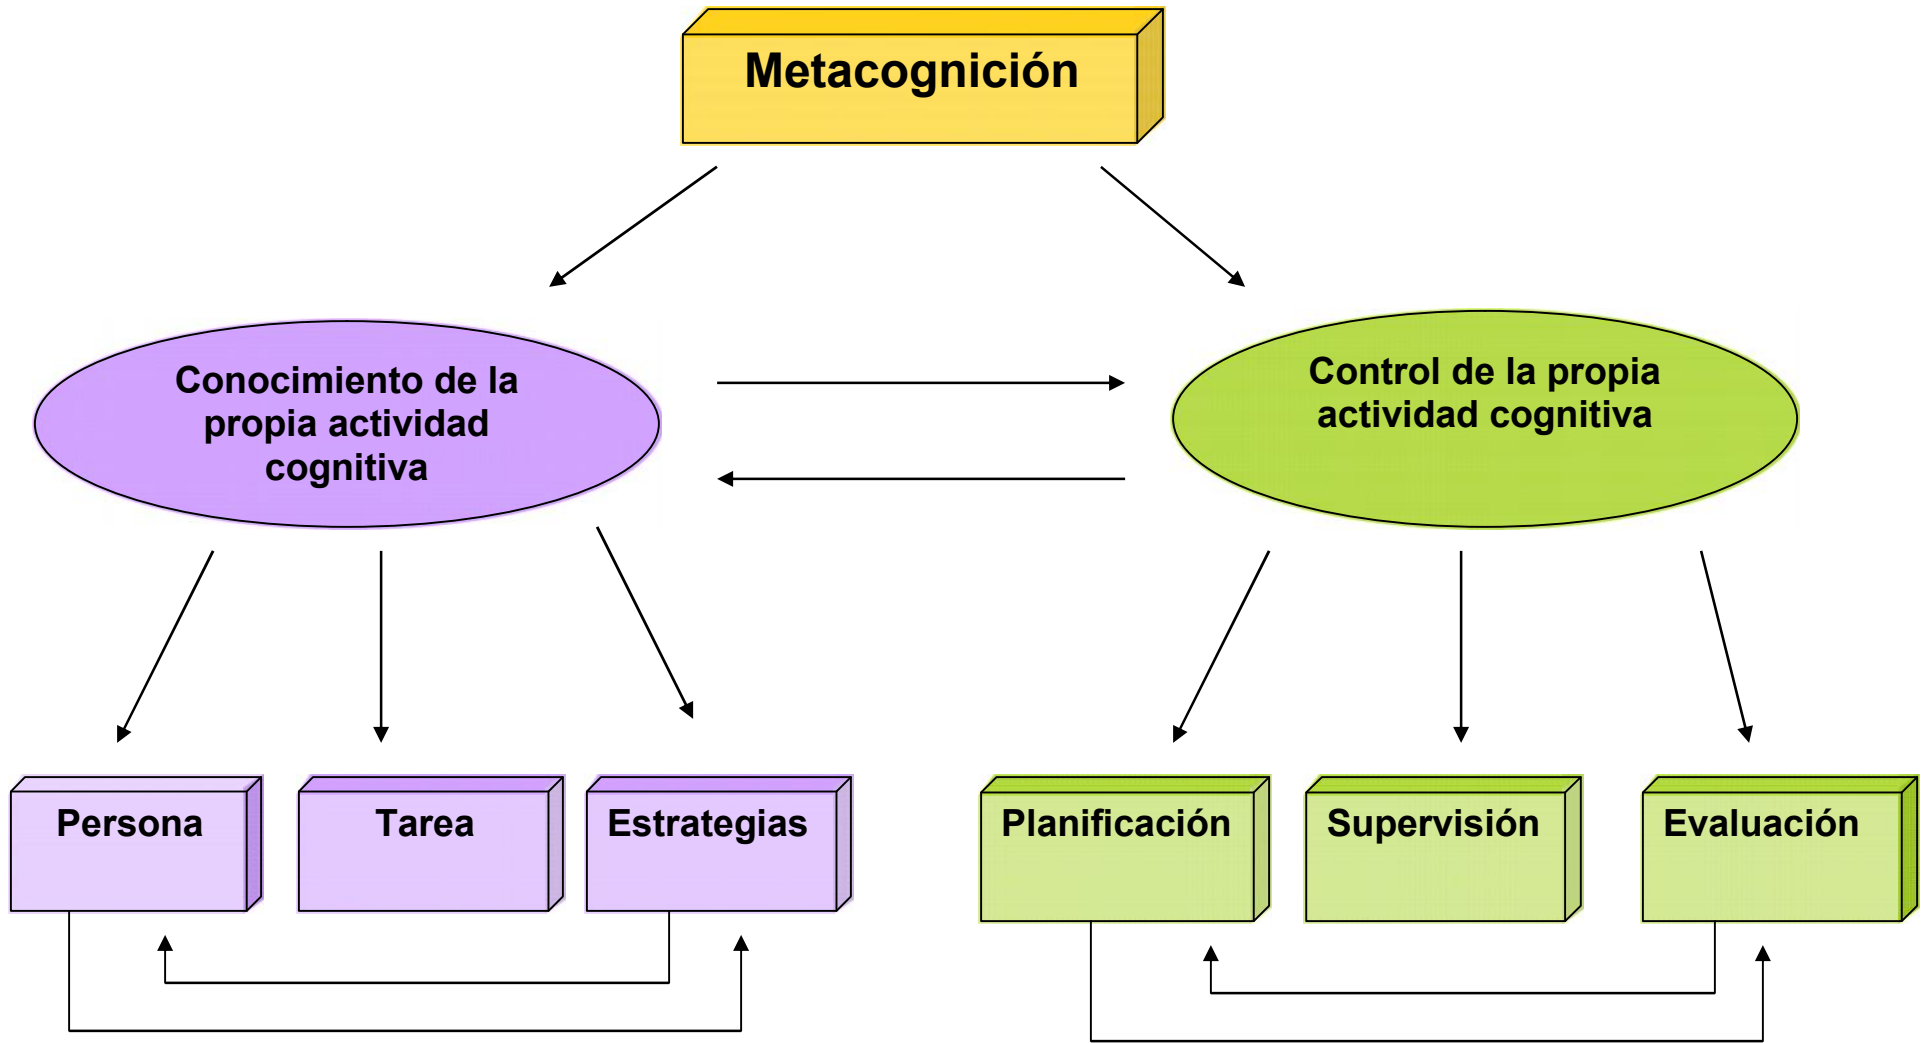 Metacognición
Conocimiento de la
propia actividad
cognitiva
Control de la propia
actividad cognitiva
Persona
Tarea
Estrategias
Planificación
Supervisión
Evaluación